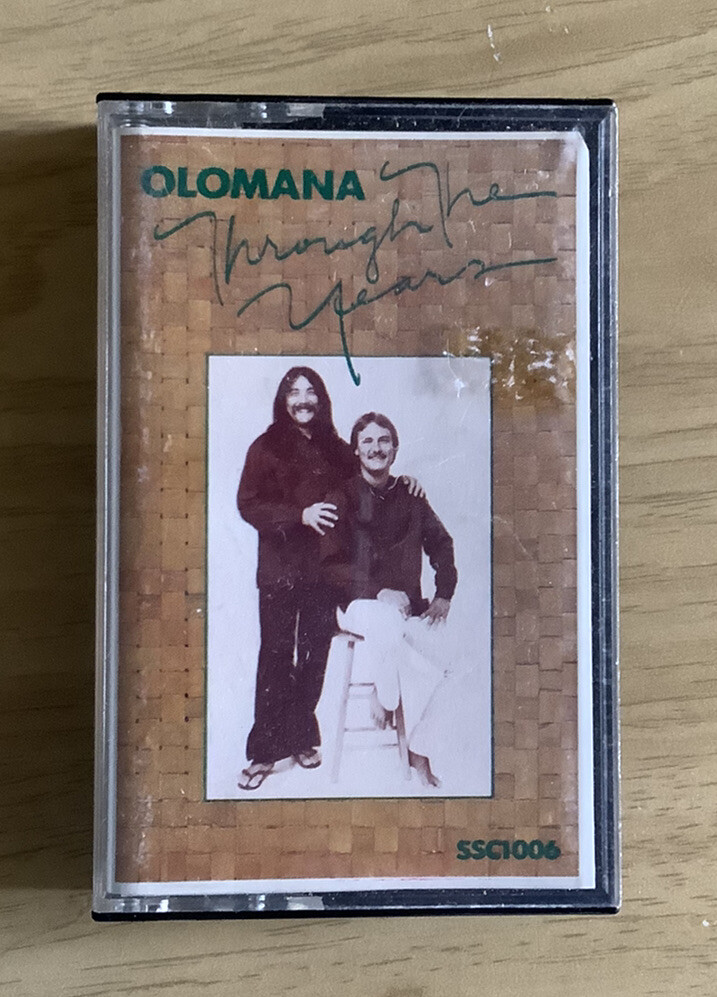 OLOMANA
Through The
Years
SSC1006